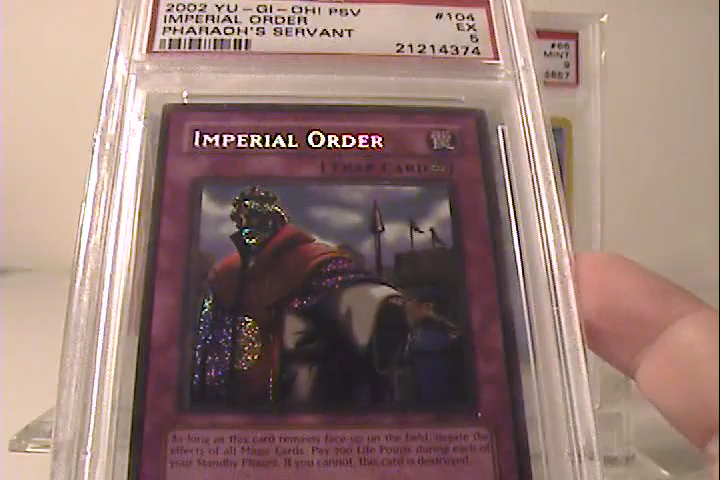 2002 YU-GI-OH! PSV #104
IMPERIAL ORDER EX
PHARAOH'S SERVANT 5
21214374
#66
MINT
9
IMPERIAL ORDER
[TRAP CARD∞]
As long as this card remains face-up on the field, negate the
effects of all Magic Cards. Pay 700 Life Points during each of
your Standby Phases. If you cannot, this card is destroyed.